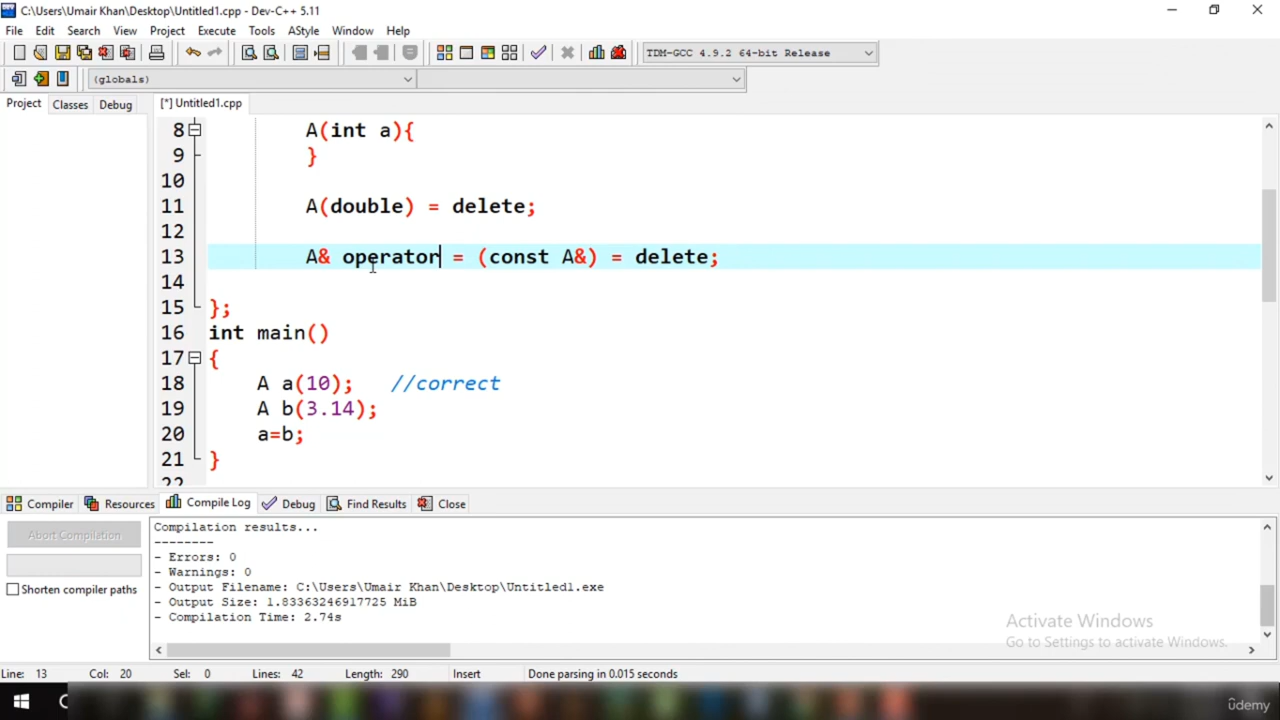 C:\Users\Umair Khan\Desktop\Untitled1.cpp - Dev-C++ 5.11
File Edit Search View Project Execute Tools AStyle Window Help
TDM-GCC 4.9.2 64-bit Release
(globals)
Project Classes Debug [*] Untitled1.cpp
8 A(int a){
9 }
10
11 A(double) = delete;
12
13 A& operator = (const A&) = delete;
14
15 };
16 int main()
17 {
18 A a(10); //correct
19 A b(3.14);
20 a=b;
21 }
22
Compiler Resources Compile Log Debug Find Results Close
Abort Compilation
Shorten compiler paths
Compilation results...
--------
- Errors: 0
- Warnings: 0
- Output Filename: C:\Users\Umair Khan\Desktop\Untitled1.exe
- Output Size: 1.83363246917725 MiB
- Compilation Time: 2.74s
Activate Windows
Go to Settings to activate Windows.
Line: 13 Col: 20 Sel: 0 Lines: 42 Length: 290 Insert Done parsing in 0.015 seconds
ûdemy